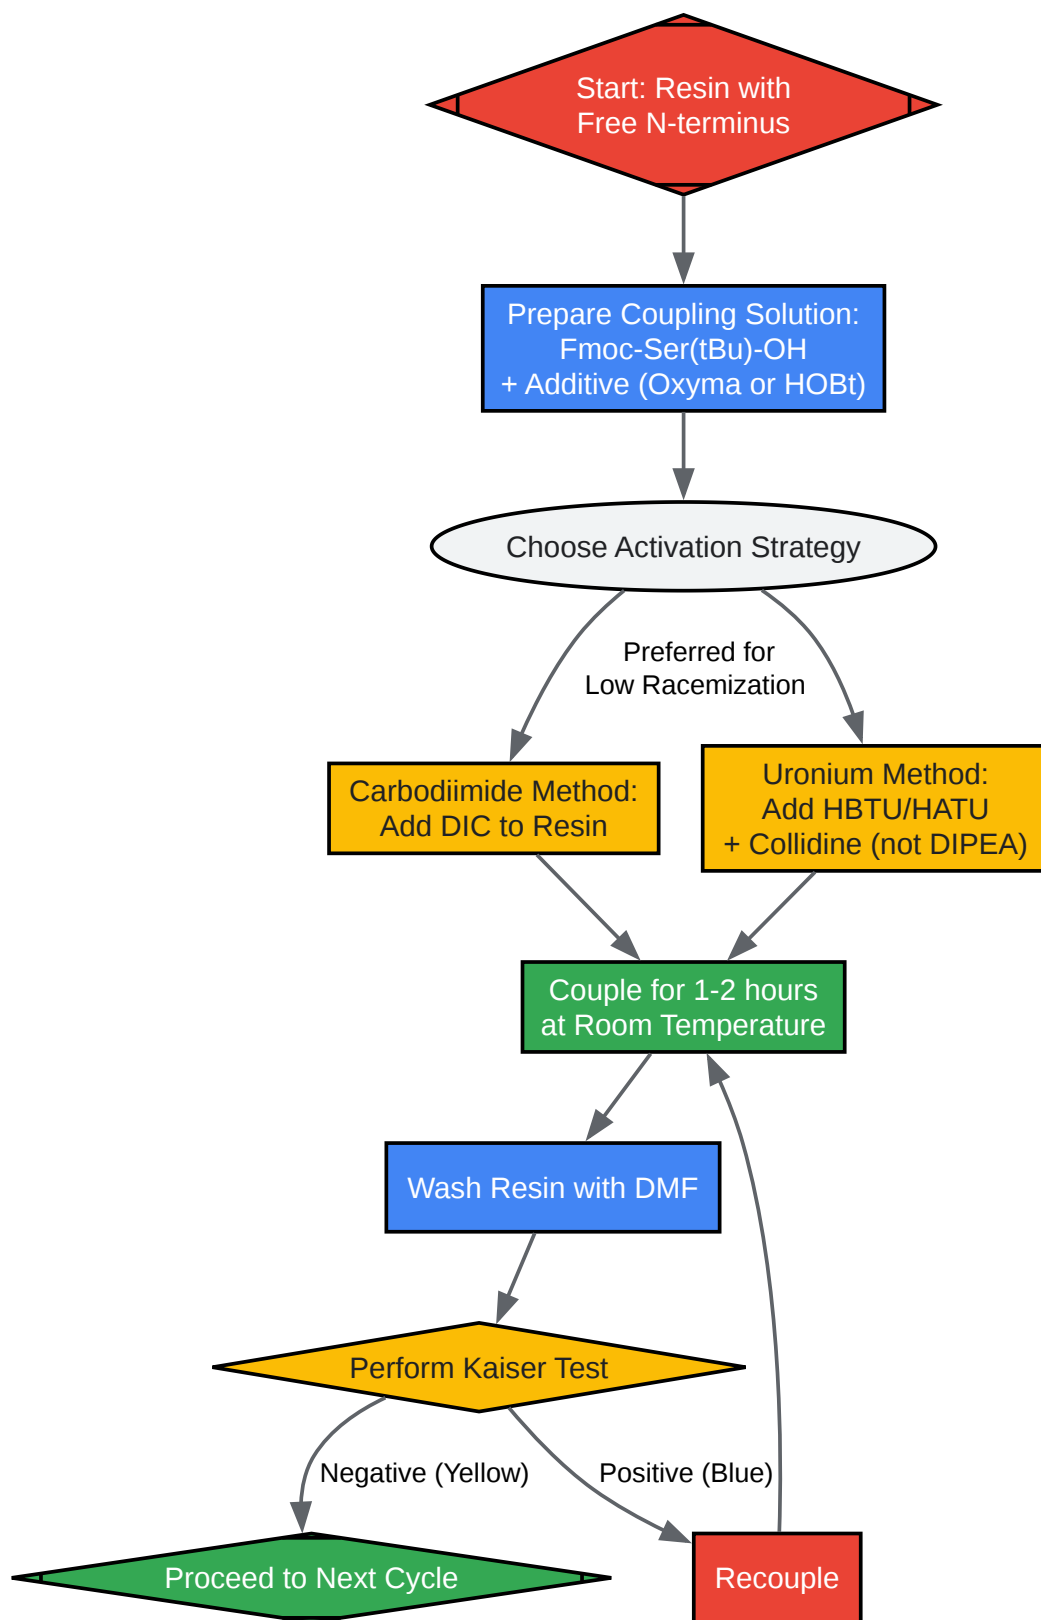 Start: Resin with
Free N-terminus
Prepare Coupling Solution:
Fmoc-Ser(tBu)-OH
+ Additive (Oxyma or HOBt)
Choose Activation Strategy
Preferred for
Low Racemization
Carbodiimide Method:
Add DIC to Resin
Uronium Method:
Add HBTU/HATU
+ Collidine (not DIPEA)
Couple for 1-2 hours
at Room Temperature
Wash Resin with DMF
Perform Kaiser Test
Negative (Yellow)
Positive (Blue)
Proceed to Next Cycle
Recouple